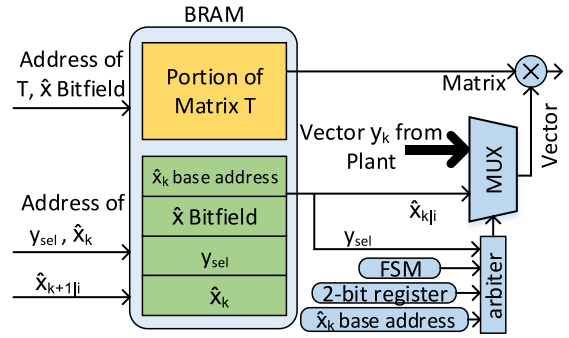 BRAM
Address of
T, x̂ Bitfield
Portion of
Matrix T
Matrix
×
Vector
Vector yₖ from
Plant
MUX
x̂ₖ base address
x̂ Bitfield
yₛₑₗ
x̂ₖ
Address of
yₛₑₗ , x̂ₖ
x̂ₖ₊₁|ᵢ
x̂ₖ|ᵢ
yₛₑₗ
FSM
2-bit register
x̂ₖ base address
arbiter